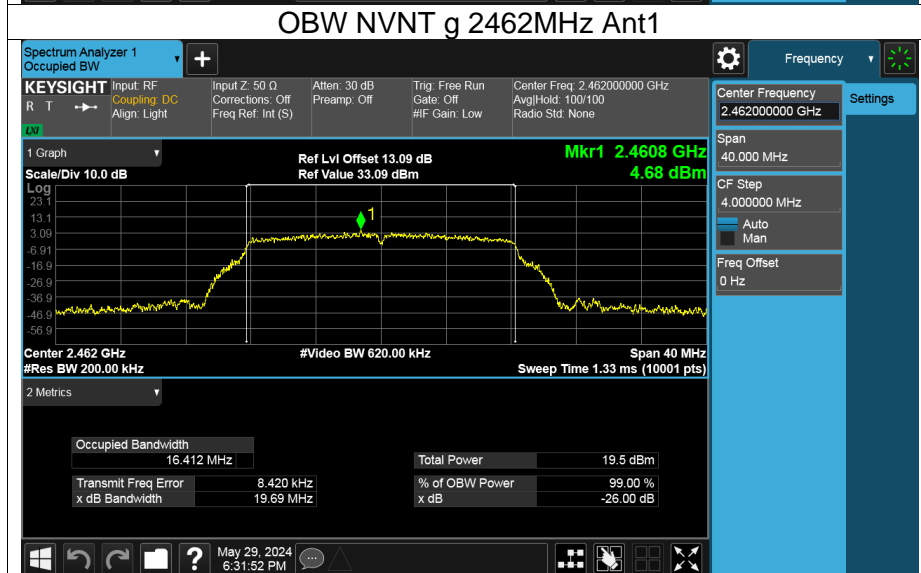 OBW NVNT g 2462MHz Ant1
Spectrum Analyzer 1
Occupied BW
+
Frequency
KEYSIGHT
R T
LXI
Input: RF
Coupling: DC
Align: Light
Input Z: 50 Ω
Corrections: Off
Freq Ref: Int (S)
Atten: 30 dB
Preamp: Off
Trig: Free Run
Gate: Off
#IF Gain: Low
Center Freq: 2.462000000 GHz
Avg|Hold: 100/100
Radio Std: None
Center Frequency
2.462000000 GHz
Settings
Span
40.000 MHz
CF Step
4.000000 MHz
Auto
Man
Freq Offset
0 Hz
1 Graph
Scale/Div 10.0 dB
Ref Lvl Offset 13.09 dB
Ref Value 33.09 dBm
Mkr1 2.4608 GHz
4.68 dBm
Log
23.1
13.1
3.09
-6.91
-16.9
-26.9
-36.9
-46.9
-56.9
1
Center 2.462 GHz
#Video BW 620.00 kHz
Span 40 MHz
#Res BW 200.00 kHz
Sweep Time 1.33 ms (10001 pts)
2 Metrics
Occupied Bandwidth
16.412 MHz
Total Power 19.5 dBm
Transmit Freq Error 8.420 kHz
% of OBW Power 99.00 %
x dB Bandwidth 19.69 MHz
x dB -26.00 dB
?
May 29, 2024
6:31:52 PM